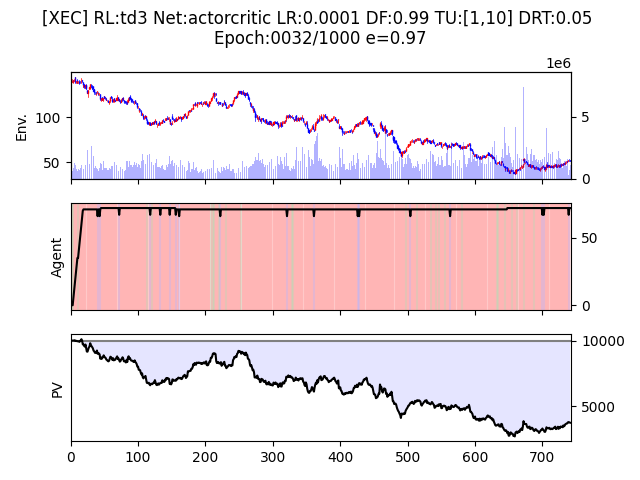 [XEC] RL:td3 Net:actorcritic LR:0.0001 DF:0.99 TU:[1,10] DRT:0.05
Epoch:0032/1000 e=0.97
1e6
Env.
100
50
5
0
Agent
50
0
PV
10000
5000
0 100 200 300 400 500 600 700